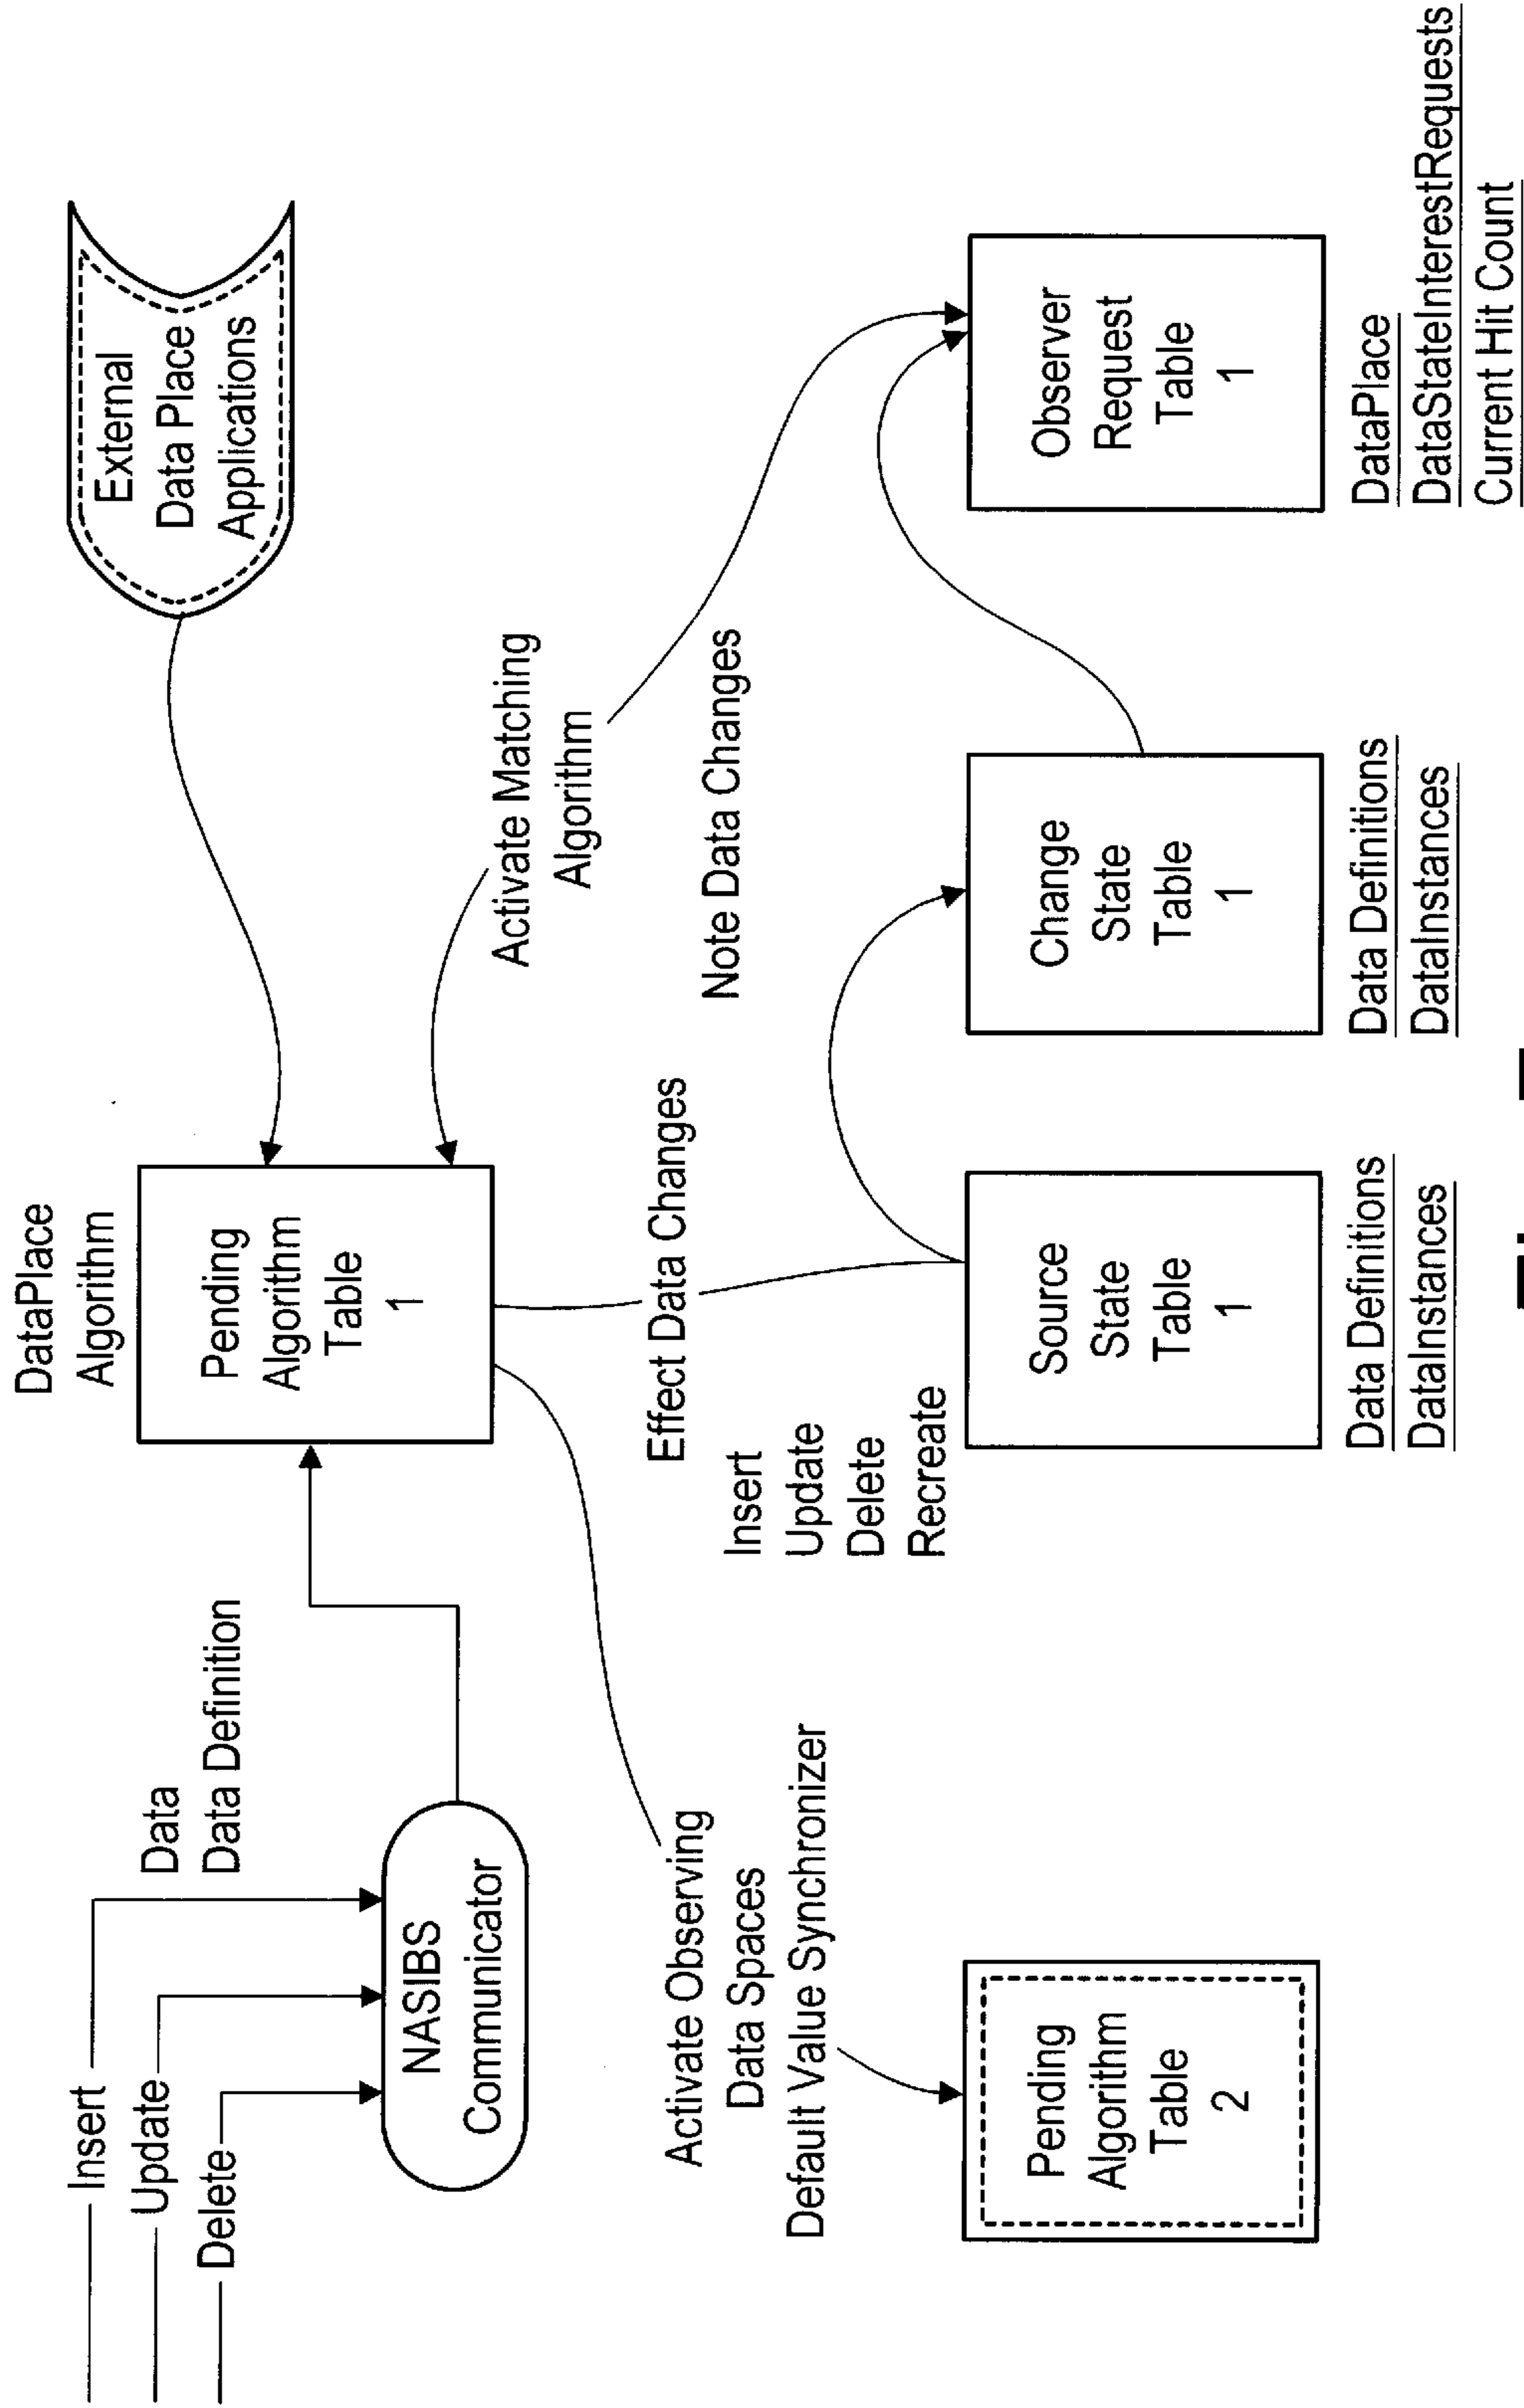 Insert
Update
Delete
Data
Data Definition
NASIBS
Communicator
DataPlace
Algorithm
Pending
Algorithm
Table
1
External
Data Place
Applications
Activate Matching
Algorithm
Note Data Changes
Effect Data Changes
Insert
Update
Delete
Recreate
Activate Observing
Data Spaces
Default Value Synchronizer
Pending
Algorithm
Table
2
Source
State
Table
1
Data Definitions
DataInstances
Change
State
Table
1
Data Definitions
DataInstances
Observer
Request
Table
1
DataPlace
DataStateInterestRequests
Current Hit Count